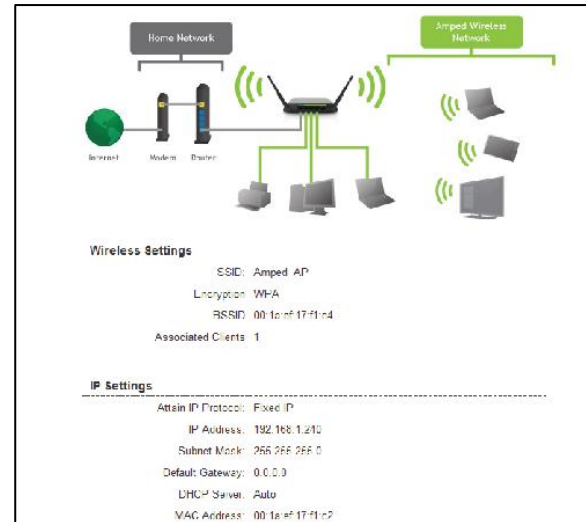 Home Network
Amped Wireless
Network
Internet Modem Router
Wireless Settings
SSID: Amped AP
Encryption WPA
BSSID 00:1a:ef:17:f1:c4
Associated Clients 1
IP Settings
Attain IP Protocol: Fixed IP
IP Address: 192.168.1.240
Subnet Mask: 255.255.255.0
Default Gateway: 0.0.0.0
DHCP Server: Auto
MAC Address: 00:1a:ef:17:f1:c2